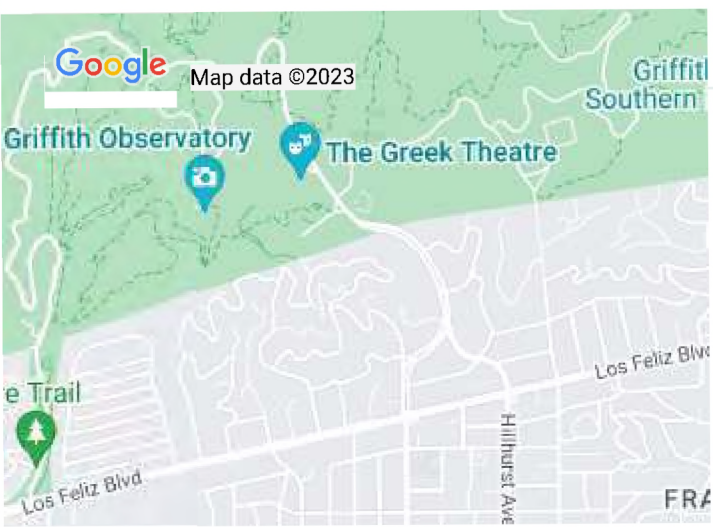 Google
Map data ©2023
Griffitl
Southern
Griffith Observatory
The Greek Theatre
Los Feliz Blvd
e Trail
Hillhurst Ave
Los Feliz Blvd
FRA